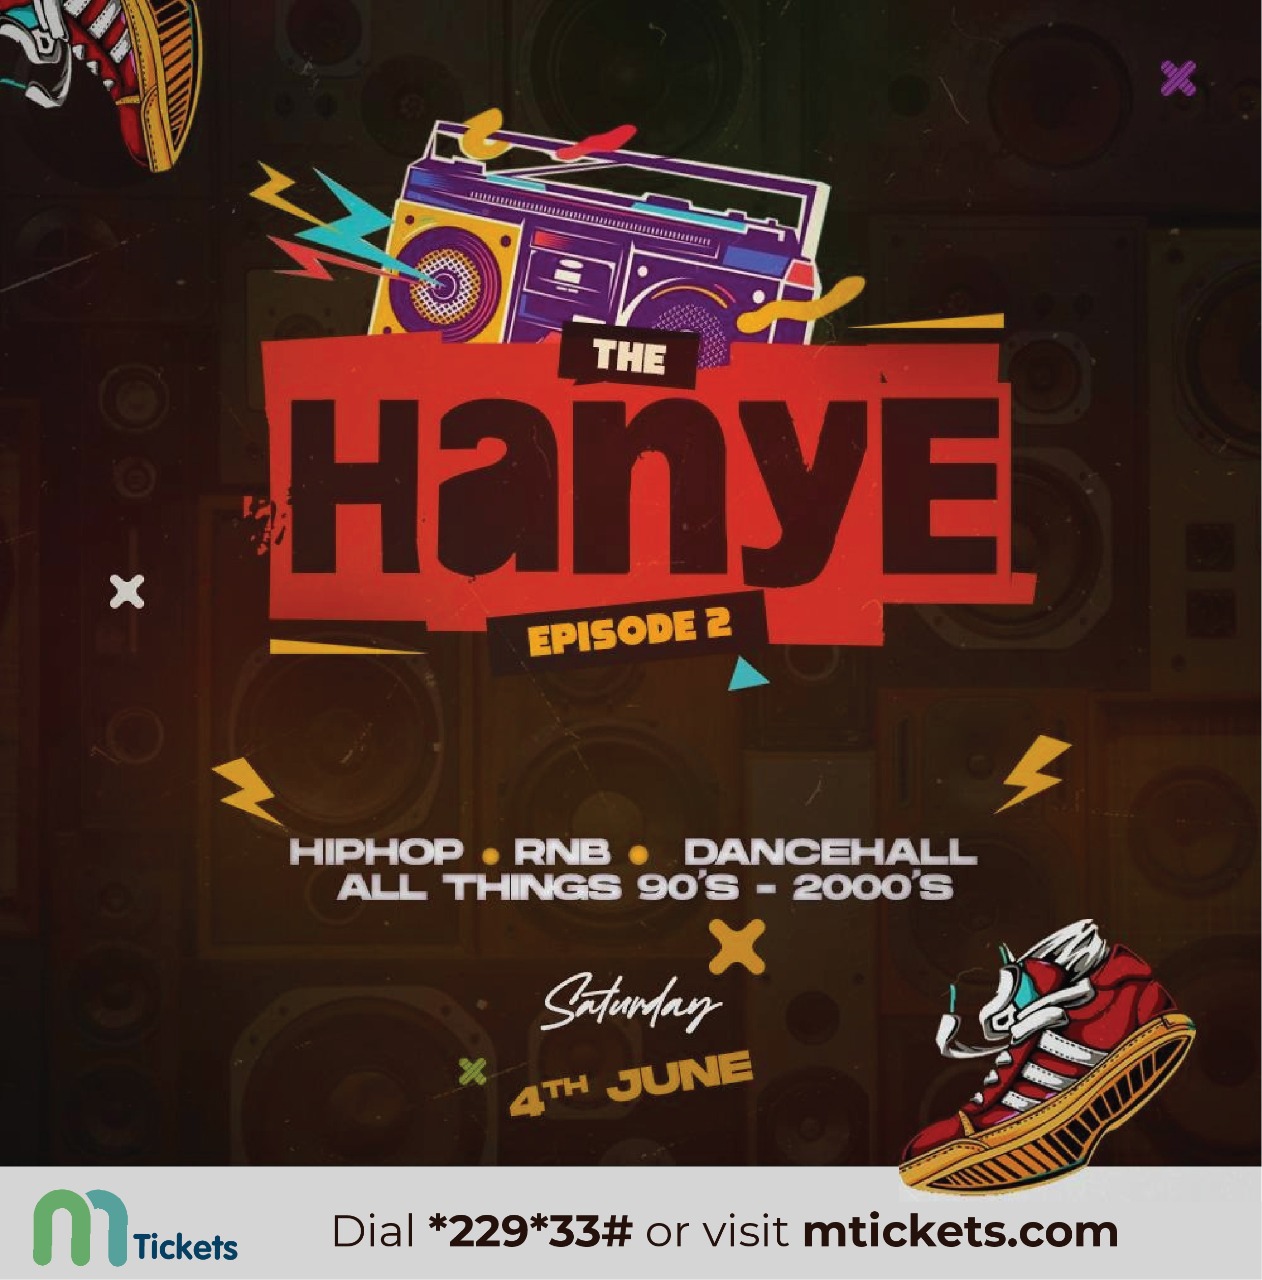 THE
HanyE
EPISODE 2
HIPHOP • RNB • DANCEHALL
ALL THINGS 90'S - 2000'S
Saturday
4TH JUNE
m Tickets
Dial *229*33# or visit mtickets.com